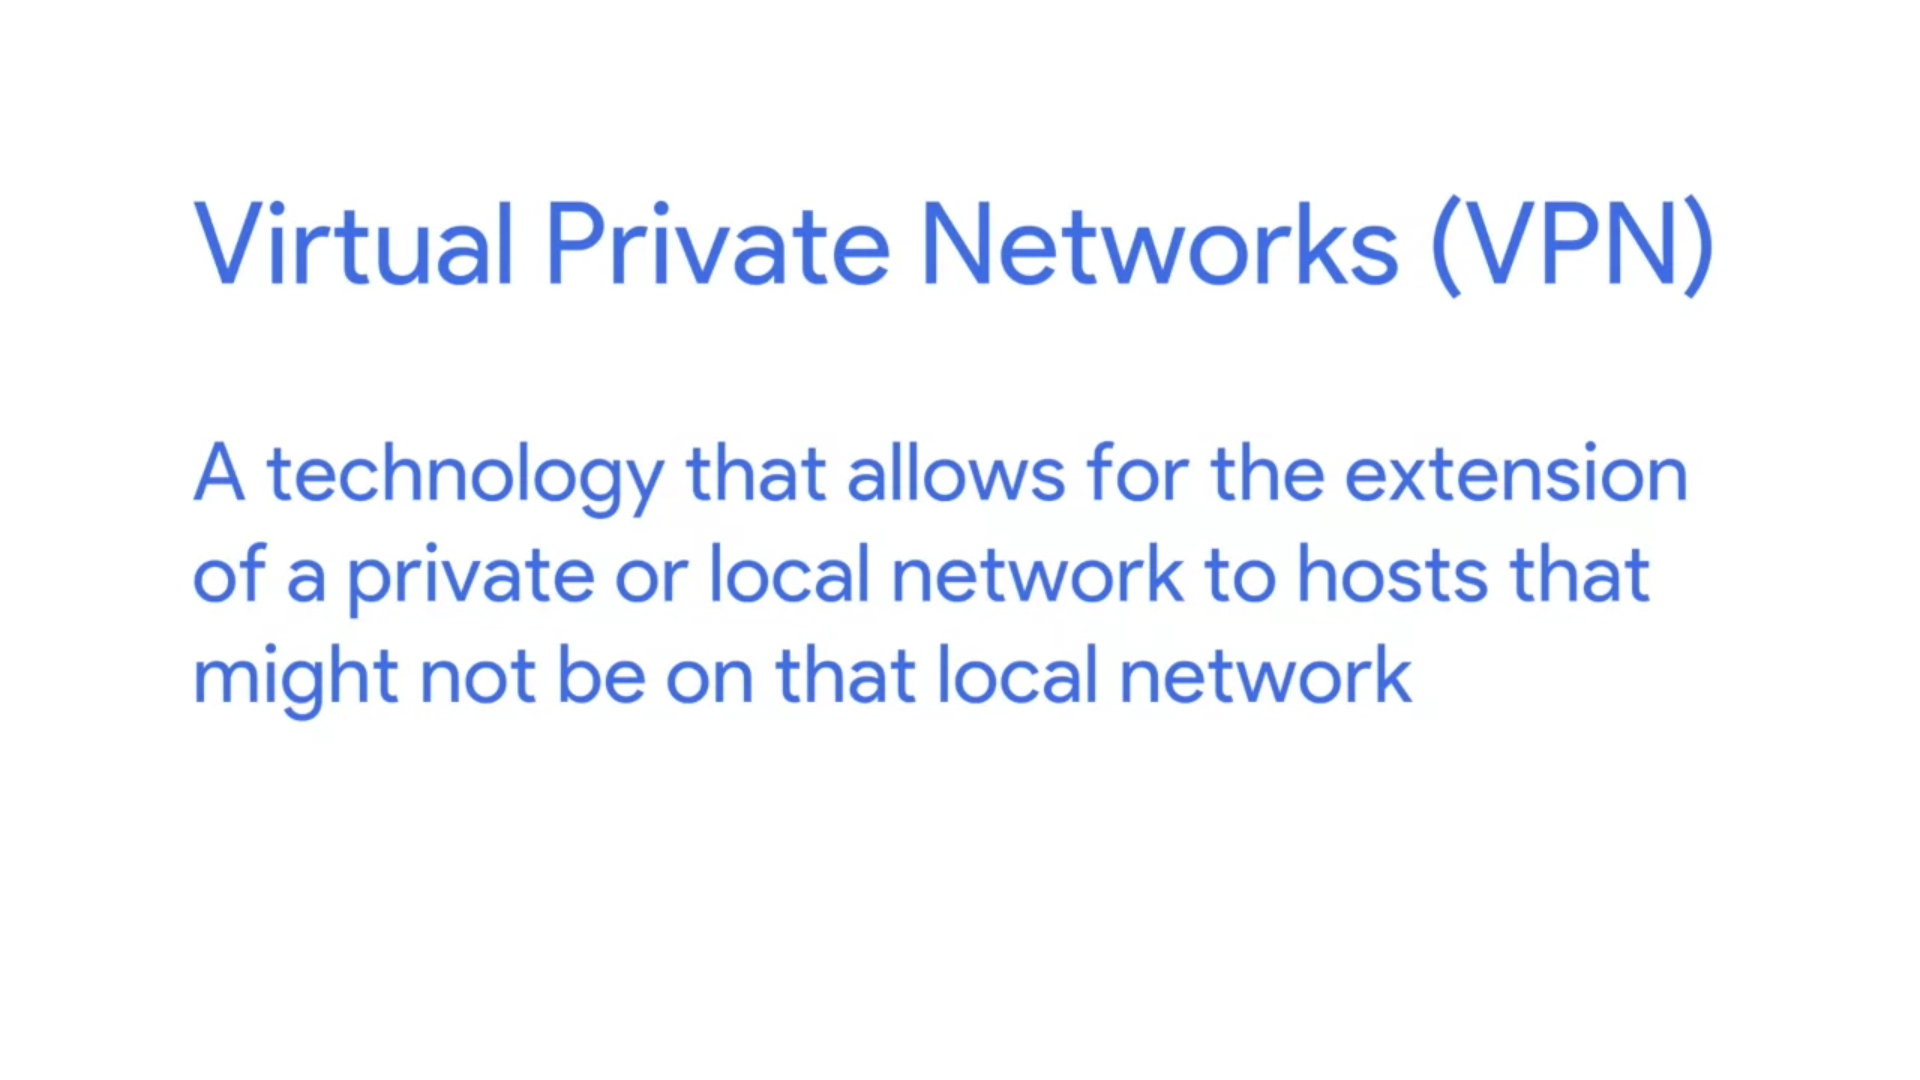 Virtual Private Networks (VPN)
A technology that allows for the extension
of a private or local network to hosts that
might not be on that local network